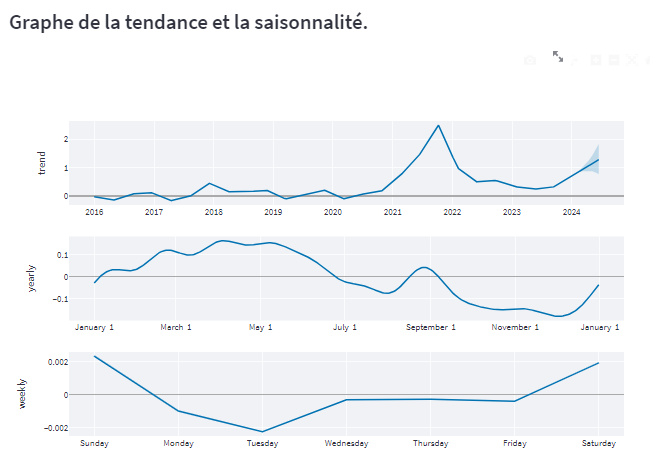 Graphe de la tendance et la saisonnalité.
trend
2
1
0
2016 2017 2018 2019 2020 2021 2022 2023 2024
yearly
0.1
0
−0.1
January 1 March 1 May 1 July 1 September 1 November 1 January 1
weekly
0.002
0
−0.002
Sunday Monday Tuesday Wednesday Thursday Friday Saturday